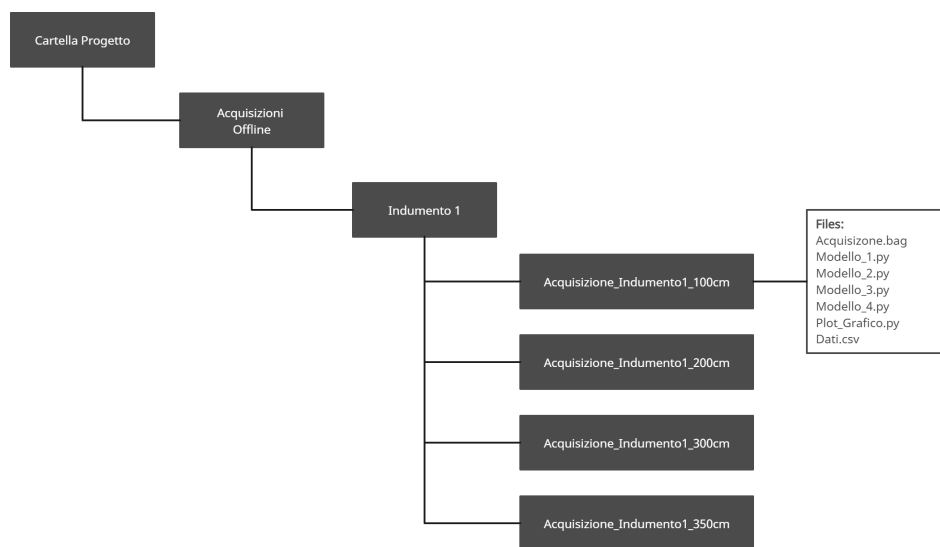 Cartella Progetto
Acquisizioni
Offline
Indumento 1
Acquisizione_Indumento1_100cm
Files:
Acquisizone.bag
Modello_1.py
Modello_2.py
Modello_3.py
Modello_4.py
Plot_Grafico.py
Dati.csv
Acquisizione_Indumento1_200cm
Acquisizione_Indumento1_300cm
Acquisizione_Indumento1_350cm